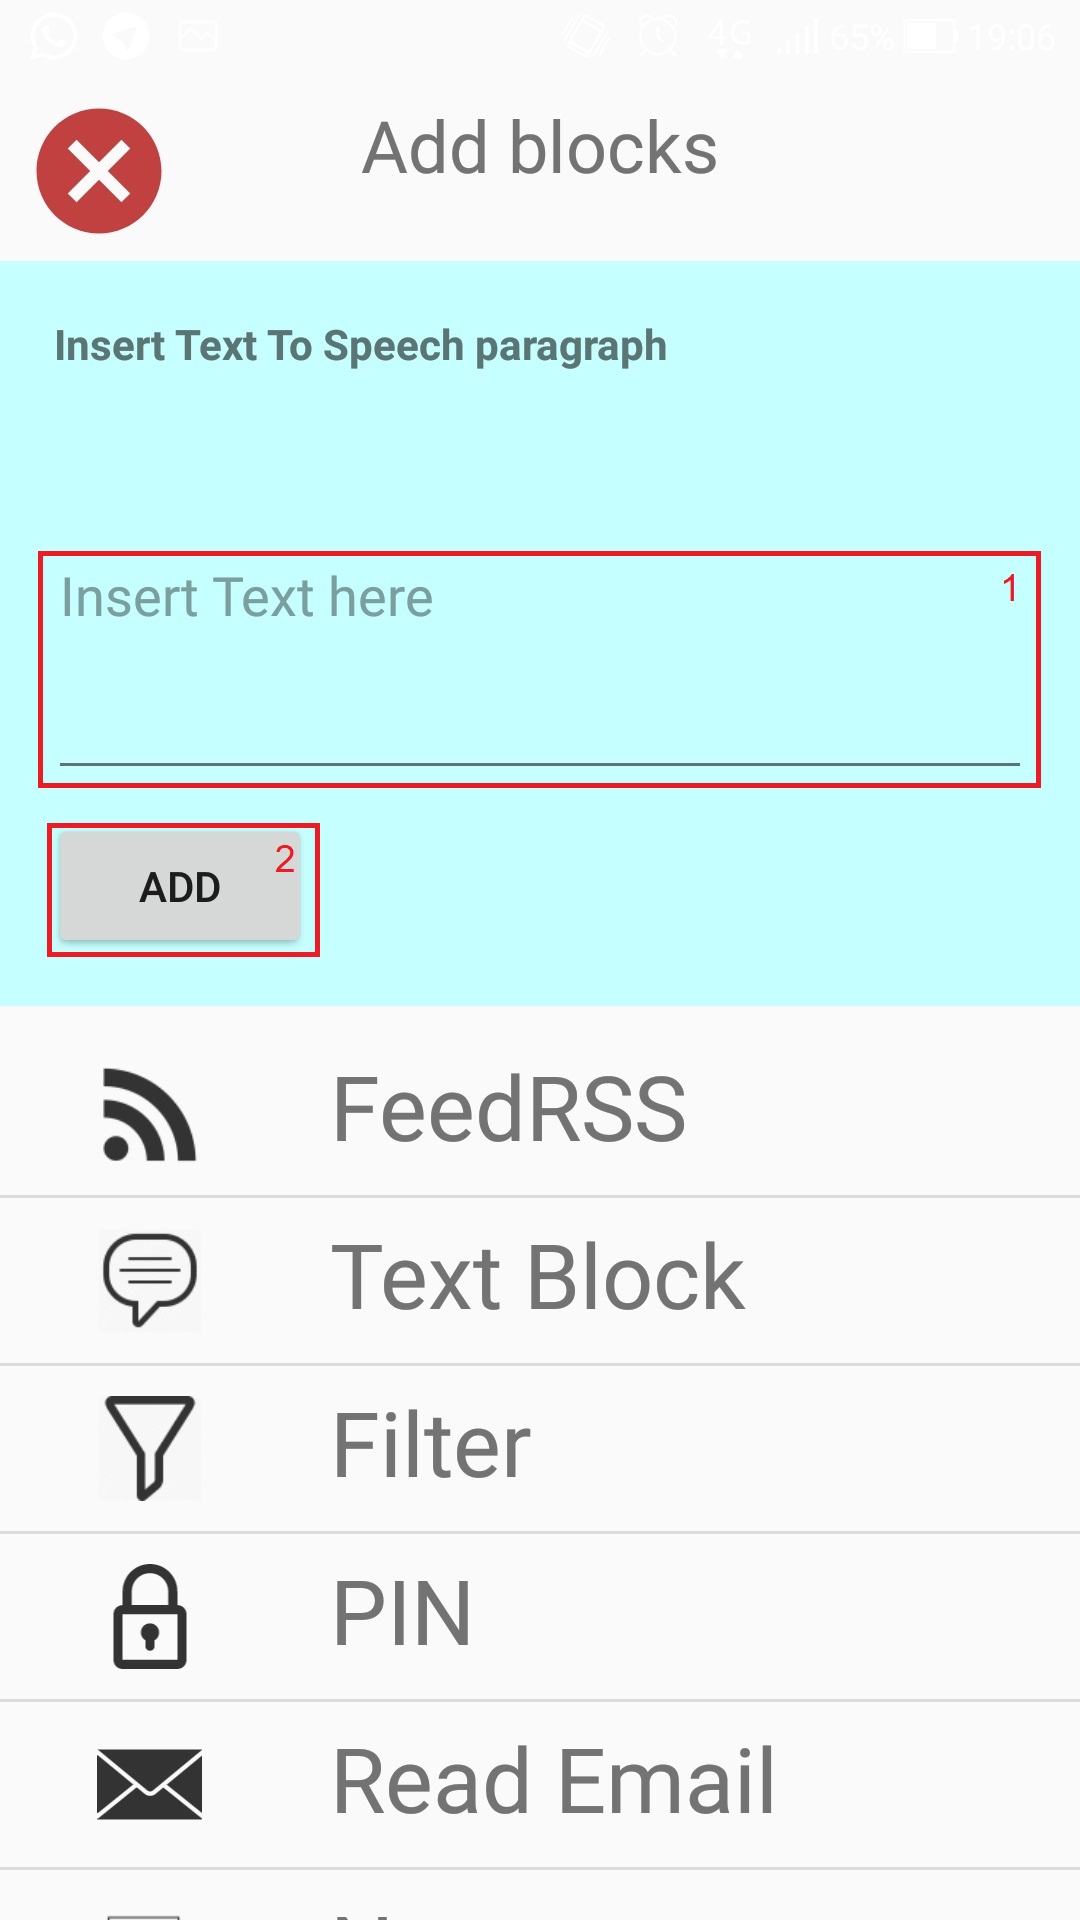 4G 65% 19:06
Add blocks
Insert Text To Speech paragraph
Insert Text here 1
ADD 2
FeedRSS
Text Block
Filter
PIN
Read Email